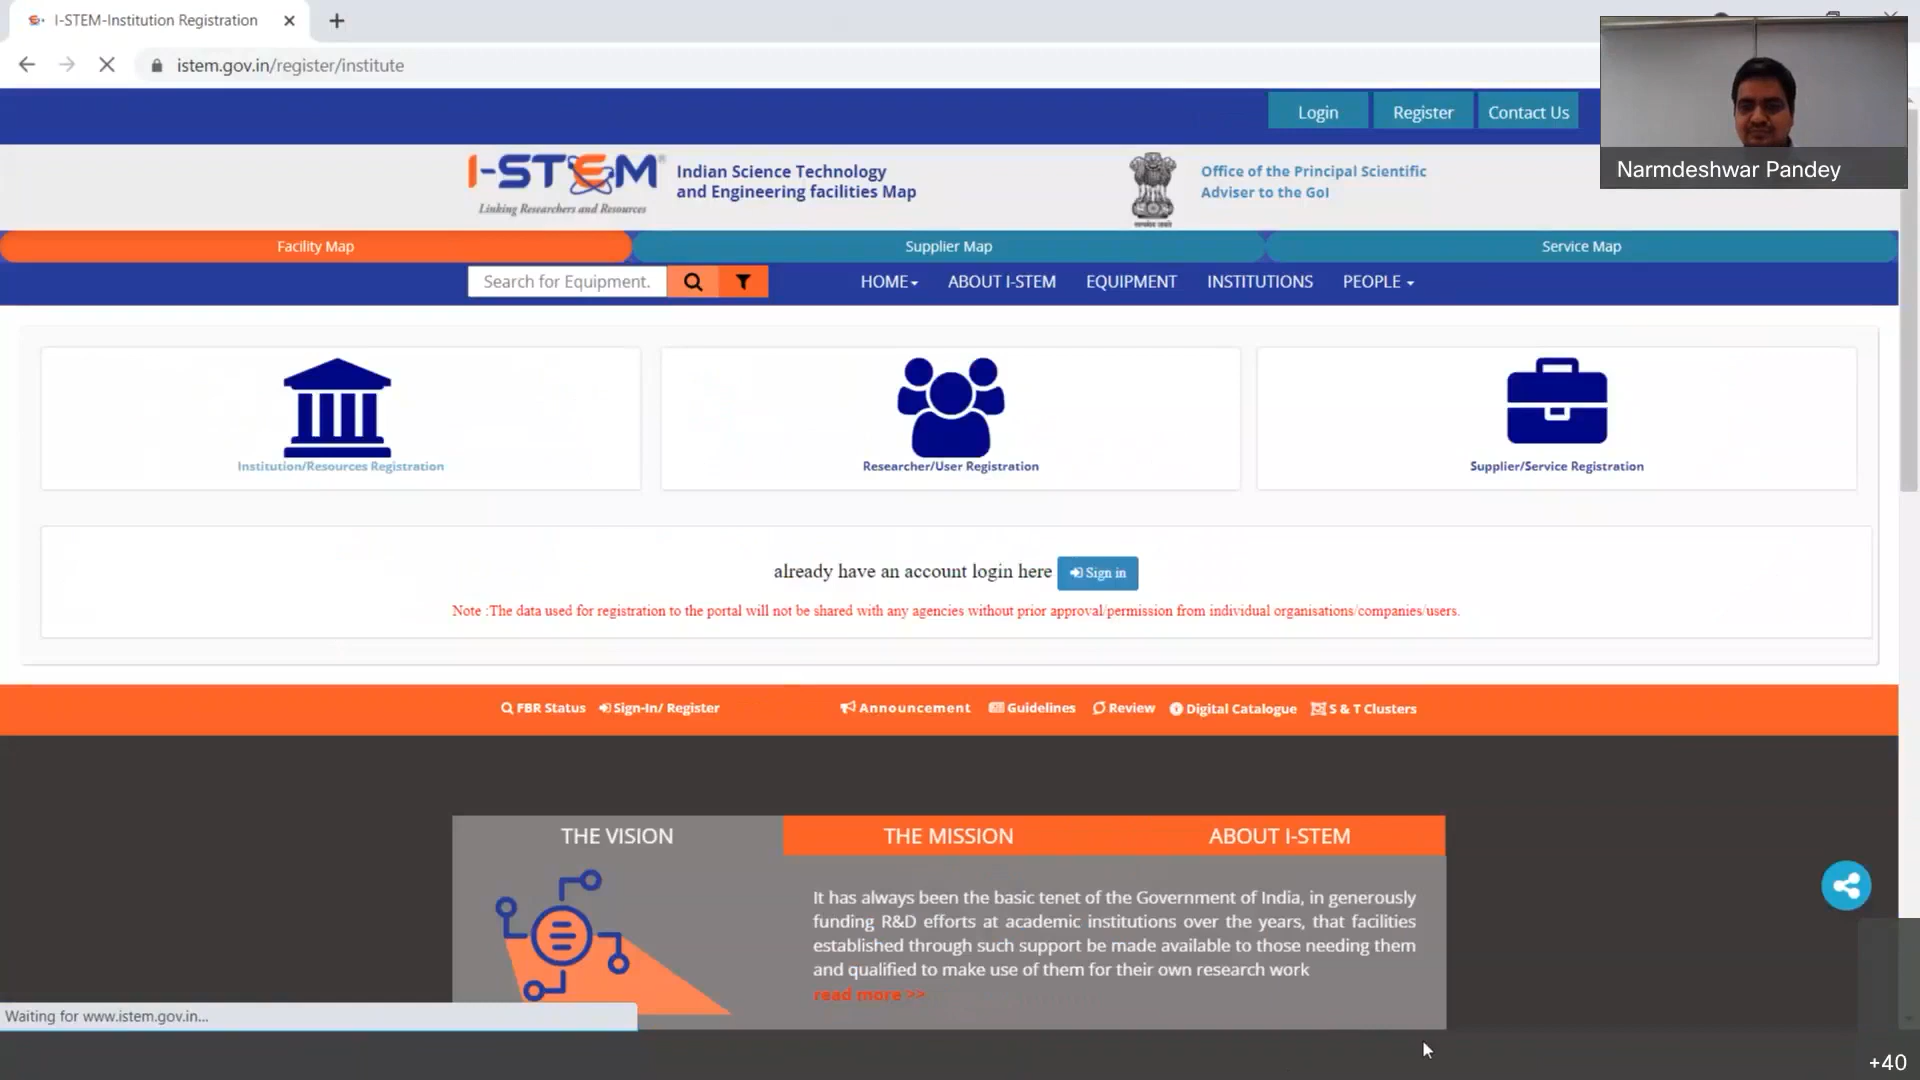 I-STEM-Institution Registration
istem.gov.in/register/institute
Login
Register
Contact Us
Narmdeshwar Pandey
I-STEM
Linking Researchers and Resources
Indian Science Technology
and Engineering facilities Map
Office of the Principal Scientific
Adviser to the GoI
Facility Map
Supplier Map
Service Map
Search for Equipment.
HOME
ABOUT I-STEM
EQUIPMENT
INSTITUTIONS
PEOPLE
Institution/Resources Registration
Researcher/User Registration
Supplier/Service Registration
already have an account login here
Sign in
Note :The data used for registration to the portal will not be shared with any agencies without prior approval/permission from individual organisations/companies/users.
FBR Status
Sign-In/ Register
Announcement
Guidelines
Review
Digital Catalogue
S & T Clusters
THE VISION
THE MISSION
ABOUT I-STEM
It has always been the basic tenet of the Government of India, in generously
funding R&D efforts at academic institutions over the years, that facilities
established through such support be made available to those needing them
and qualified to make use of them for their own research work
read more >>
Waiting for www.istem.gov.in...
+40